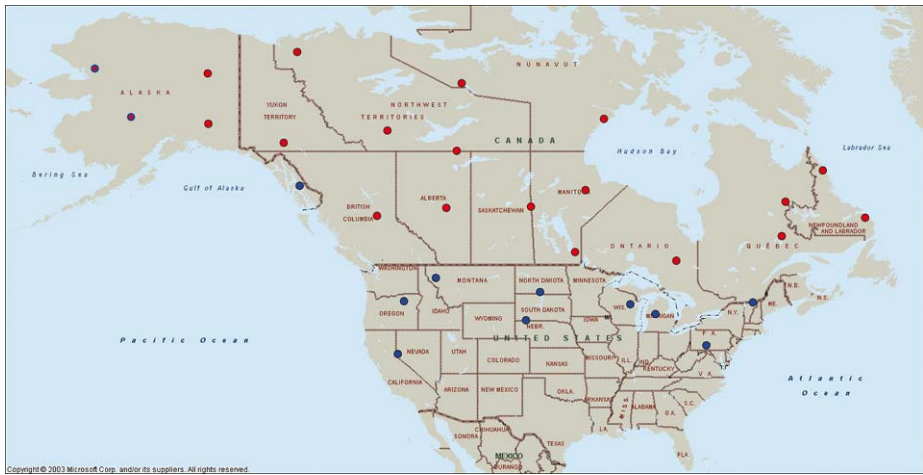 NUNAVUT
ALASKA
YUKON
TERRITORY
NORTHWEST
TERRITORIES
CANADA
Hudson Bay
Labrador Sea
Bering Sea
Gulf of Alaska
BRITISH
COLUMBIA
ALBERTA
SASKATCHEWAN
MANITOBA
ONTARIO
QUÉBEC
NEWFOUNDLAND
AND LABRADOR
WASHINGTON
MONTANA
NORTH DAKOTA
MINNESOTA
N.B.
N.S.
ME.
OREGON
IDAHO
WYOMING
SOUTH DAKOTA
WIS.
MICHIGAN
N.Y.
NEBR.
IOWA
P A.
Pacific Ocean
UNITED STATES
NEVADA
UTAH
COLORADO
KANSAS
MISSOURI
ILL.
IND.
KENTUCKY
V A.
CALIFORNIA
ARIZONA
NEW MEXICO
OKLA.
ARKANSAS
MISS.
ALABAMA
G A.
S.C.
Atlantic
Ocean
SONORA
CHIHUAHUA
TEXAS
LA.
FLA.
MEXICO
DURANGO
Copyright © 2003 Microsoft Corp. and/or its suppliers. All rights reserved.